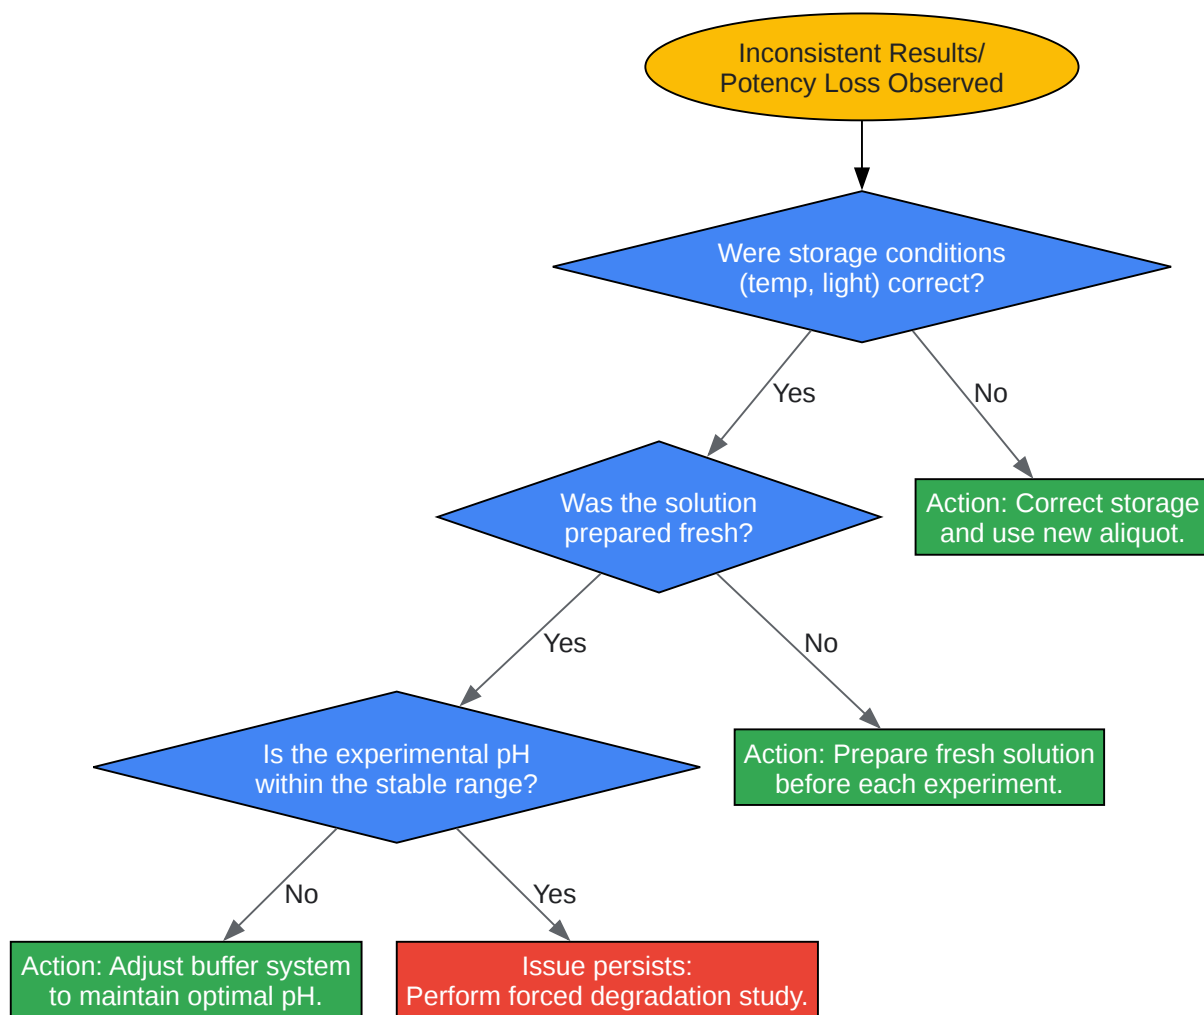 Inconsistent Results/
Potency Loss Observed
Were storage conditions
(temp, light) correct?
Yes
No
Was the solution
prepared fresh?
Action: Correct storage
and use new aliquot.
Yes
No
Is the experimental pH
within the stable range?
Action: Prepare fresh solution
before each experiment.
No
Yes
Action: Adjust buffer system
to maintain optimal pH.
Issue persists:
Perform forced degradation study.